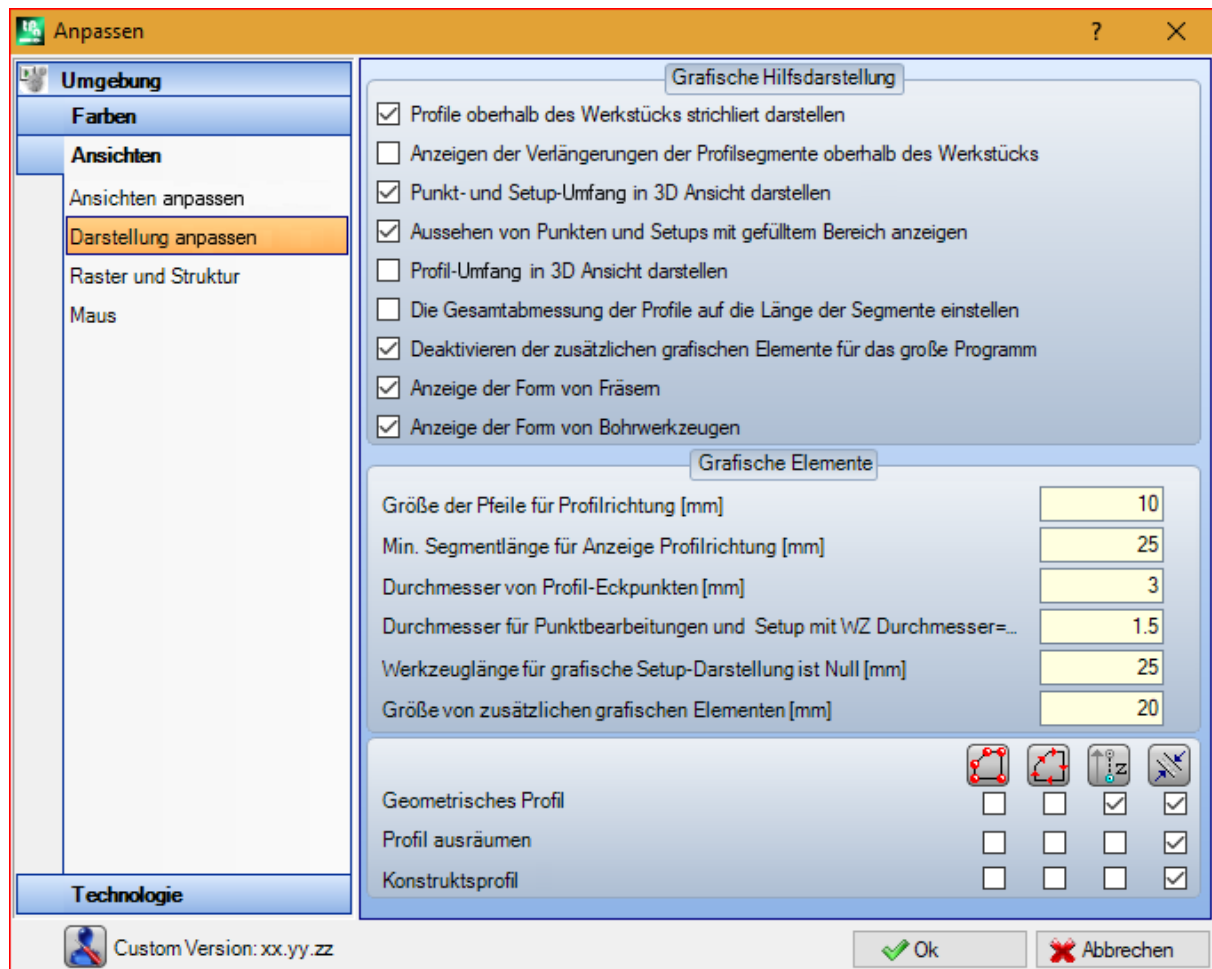 Anpassen
?
Umgebung
Farben
Ansichten
Ansichten anpassen
Darstellung anpassen
Raster und Struktur
Maus
Technologie
Grafische Hilfsdarstellung
Profile oberhalb des Werkstücks strichliert darstellen
Anzeigen der Verlängerungen der Profilsegmente oberhalb des Werkstücks
Punkt- und Setup-Umfang in 3D Ansicht darstellen
Aussehen von Punkten und Setups mit gefülltem Bereich anzeigen
Profil-Umfang in 3D Ansicht darstellen
Die Gesamtabmessung der Profile auf die Länge der Segmente einstellen
Deaktivieren der zusätzlichen grafischen Elemente für das große Programm
Anzeige der Form von Fräsern
Anzeige der Form von Bohrwerkzeugen
Grafische Elemente
Größe der Pfeile für Profilrichtung [mm] 10
Min. Segmentlänge für Anzeige Profilrichtung [mm] 25
Durchmesser von Profil-Eckpunkten [mm] 3
Durchmesser für Punktbearbeitungen und Setup mit WZ Durchmesser=... 1.5
Werkzeuglänge für grafische Setup-Darstellung ist Null [mm] 25
Größe von zusätzlichen grafischen Elementen [mm] 20
z
Geometrisches Profil
Profil ausräumen
Konstruktsprofil
Custom Version: xx.yy.zz
Ok
Abbrechen